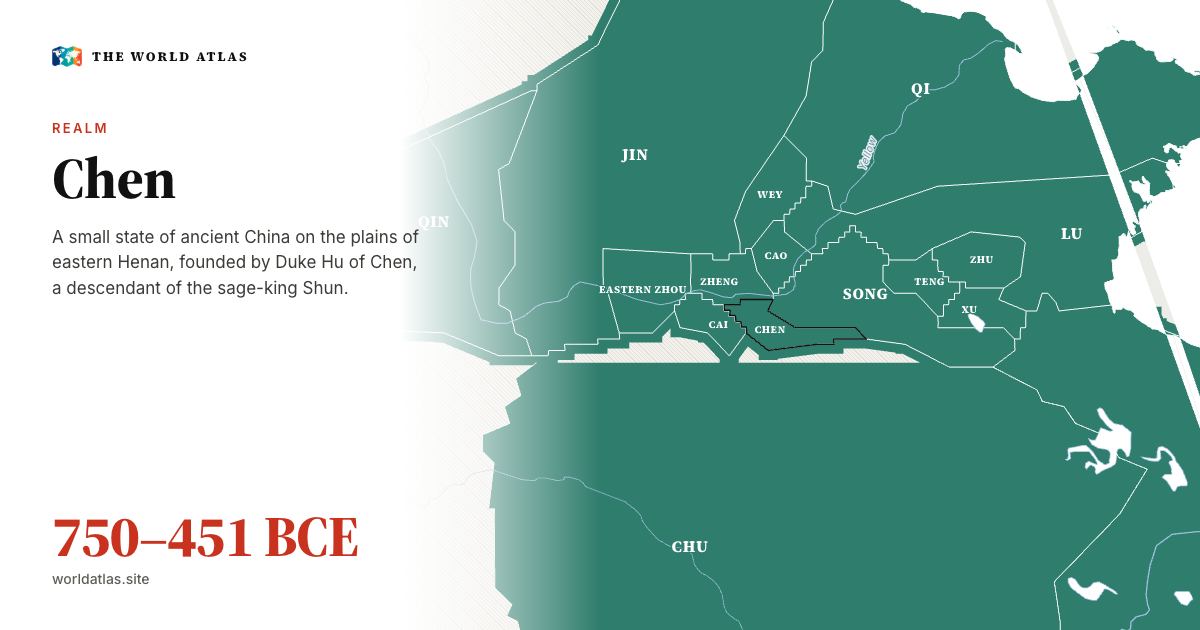 THE WORLD ATLAS
REALM
Chen
A small state of ancient China on the plains of
eastern Henan, founded by Duke Hu of Chen,
a descendant of the sage-king Shun.
750–451 BCE
worldatlas.site
QI
JIN
Yellow
WEY
QIN
LU
CAO
ZHU
ZHENG
TENG
EASTERN ZHOU
SONG
XU
CAI
CHEN
CHU